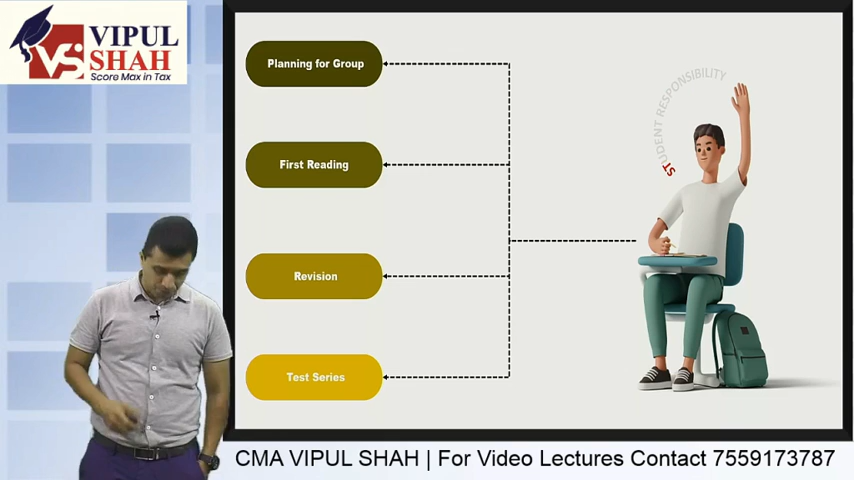 VIPUL
SHAH
Score Max in Tax
VS
Planning for Group
First Reading
Revision
Test Series
STUDENT RESPONSIBILITY
CMA VIPUL SHAH | For Video Lectures Contact 7559173787